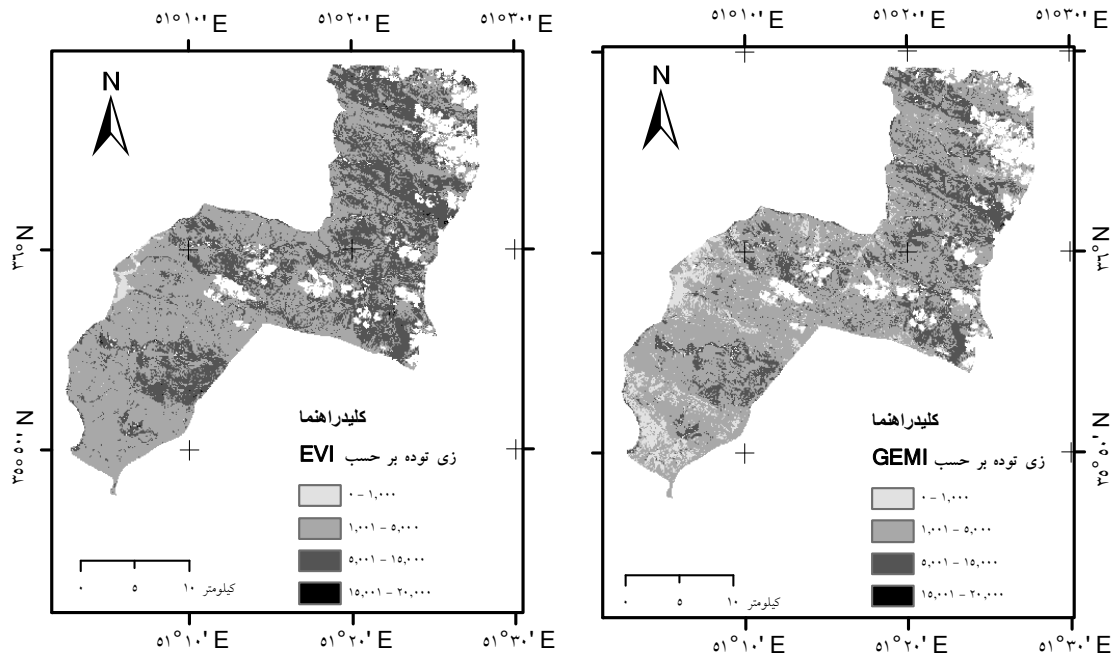 ۵۱°۱۰' E
۵۱°۲۰' E
۵۱°۳۰' E
N
۳۶° N
۳۵°۵۰' N
کلیدراهنما
زی توده بر حسب EVI
۰ - ۱,۰۰۰
۱,۰۰۱ - ۵,۰۰۰
۵,۰۰۱ - ۱۵,۰۰۰
۱۵,۰۰۱ - ۲۰,۰۰۰
۰ ۵ ۱۰ کیلومتر
۵۱°۱۰' E
۵۱°۲۰' E
۵۱°۳۰' E
۵۱°۱۰' E
۵۱°۲۰' E
۵۱°۳۰' E
N
۳۶° N
۳۵°۵۰' N
کلیدراهنما
زی توده بر حسب GEMI
۰ - ۱,۰۰۰
۱,۰۰۱ - ۵,۰۰۰
۵,۰۰۱ - ۱۵,۰۰۰
۱۵,۰۰۱ - ۲۰,۰۰۰
۰ ۵ ۱۰ کیلومتر
۵۱°۱۰' E
۵۱°۲۰' E
۵۱°۳۰' E